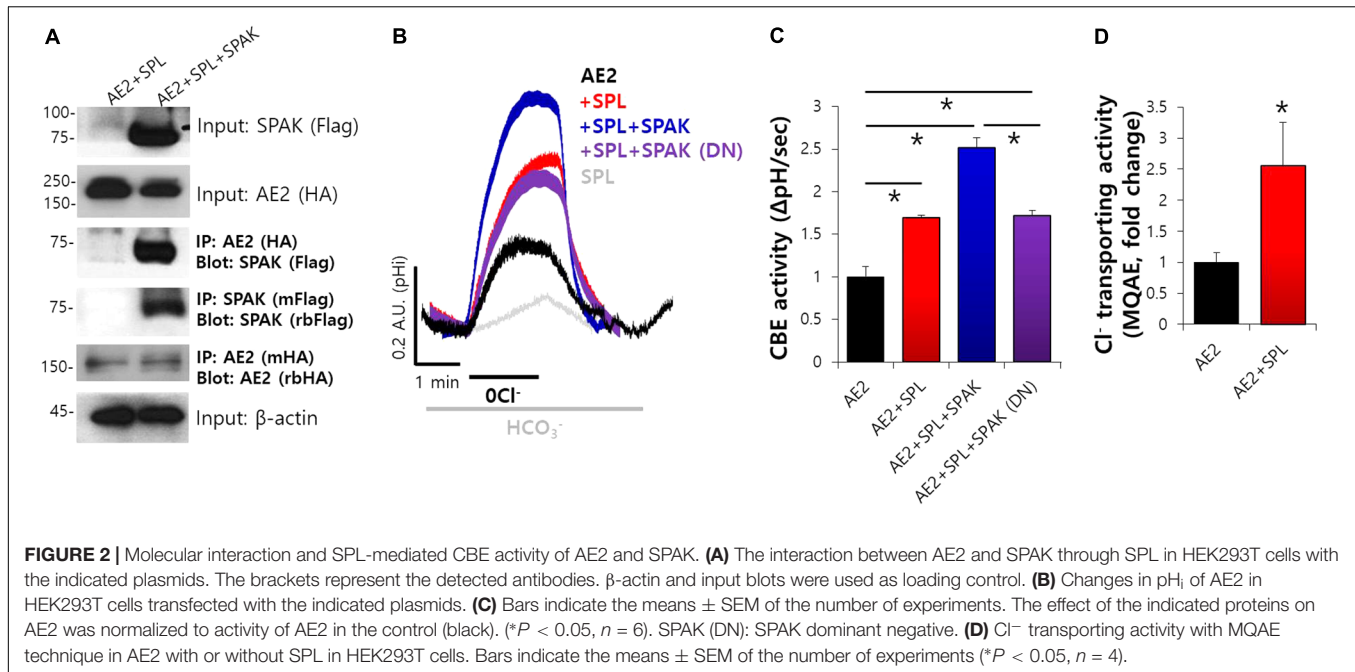 A
AE2+SPL
AE2+SPL+SPAK
100-
75-
Input: SPAK (Flag)
250-
150-
Input: AE2 (HA)
75-
IP: AE2 (HA)
Blot: SPAK (Flag)
75-
IP: SPAK (mFlag)
Blot: SPAK (rbFlag)
150-
IP: AE2 (mHA)
Blot: AE2 (rbHA)
45-
Input: β-actin
B
AE2
+SPL
+SPL+SPAK
+SPL+SPAK (DN)
SPL
0.2 A.U. (pHi)
1 min
0Cl⁻
HCO₃⁻
C
CBE activity (ΔpH/sec)
3
2.5
2
1.5
1
0.5
0
*
*
*
*
*
AE2
AE2+SPL
AE2+SPL+SPAK
AE2+SPL+SPAK (DN)
D
Cl⁻ transporting activity
(MQAE, fold change)
3.5
3
2.5
2
1.5
1
0.5
0
*
AE2
AE2+SPL
FIGURE 2 | Molecular interaction and SPL-mediated CBE activity of AE2 and SPAK. (A) The interaction between AE2 and SPAK through SPL in HEK293T cells with
the indicated plasmids. The brackets represent the detected antibodies. β-actin and input blots were used as loading control. (B) Changes in pHᵢ of AE2 in
HEK293T cells transfected with the indicated plasmids. (C) Bars indicate the means ± SEM of the number of experiments. The effect of the indicated proteins on
AE2 was normalized to activity of AE2 in the control (black). (*P < 0.05, n = 6). SPAK (DN): SPAK dominant negative. (D) Cl⁻ transporting activity with MQAE
technique in AE2 with or without SPL in HEK293T cells. Bars indicate the means ± SEM of the number of experiments (*P < 0.05, n = 4).